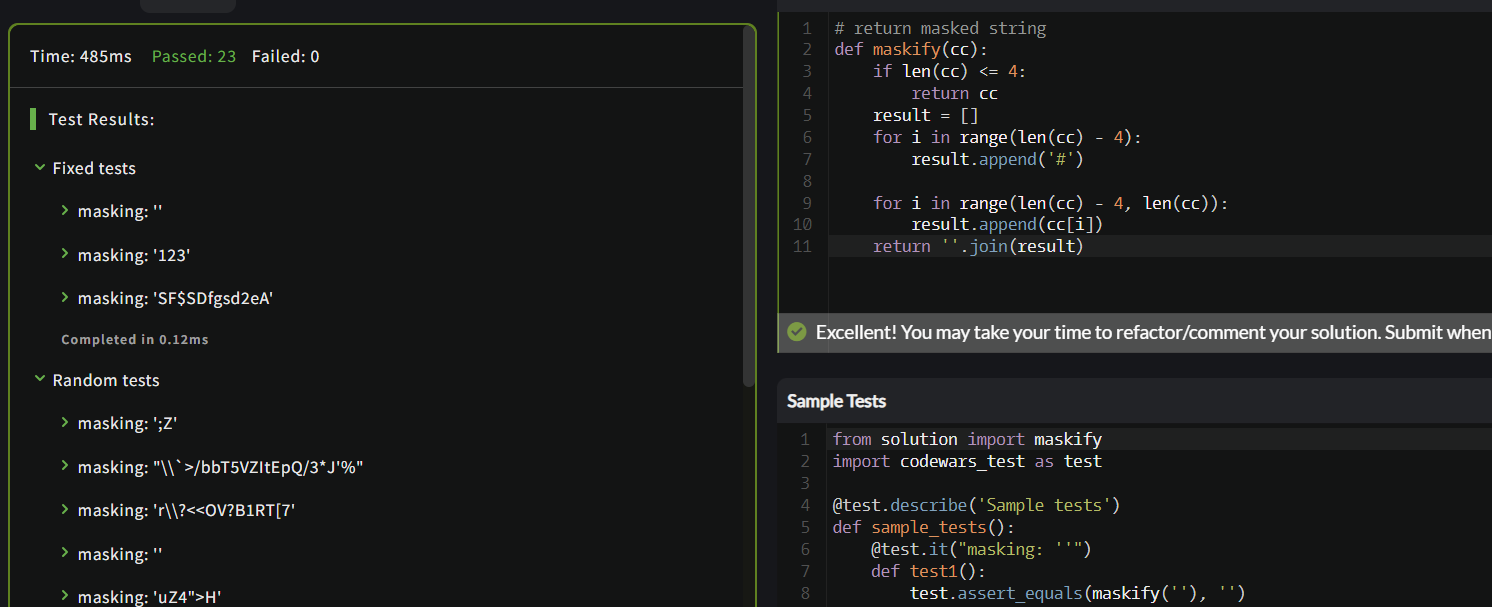 Time: 485ms Passed: 23 Failed: 0
Test Results:
Fixed tests
masking: ''
masking: '123'
masking: 'SF$SDfgsd2eA'
Completed in 0.12ms
Random tests
masking: ';Z'
masking: "\\`>/bbT5VZItEpQ/3*J'%"
masking: 'r\\?<<OV?B1RT[7'
masking: ''
masking: 'uZ4">H'
1 # return masked string
2 def maskify(cc):
3     if len(cc) <= 4:
4         return cc
5     result = []
6     for i in range(len(cc) - 4):
7         result.append('#')
8
9     for i in range(len(cc) - 4, len(cc)):
10         result.append(cc[i])
11     return ''.join(result)
Excellent! You may take your time to refactor/comment your solution. Submit when
Sample Tests
1 from solution import maskify
2 import codewars_test as test
3
4 @test.describe('Sample tests')
5 def sample_tests():
6     @test.it("masking: ''")
7     def test1():
8         test.assert_equals(maskify(''), '')